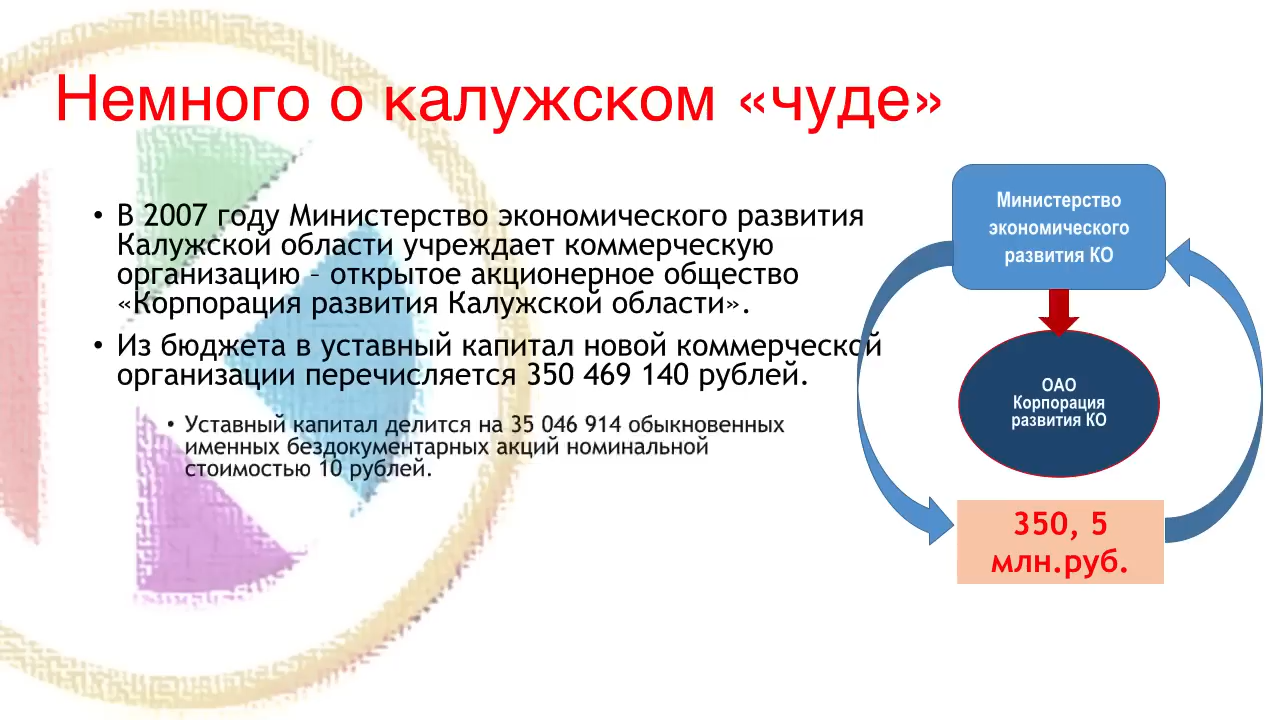 Немного о калужском «чуде»
• В 2007 году Министерство экономического развития
Калужской области учреждает коммерческую
организацию – открытое акционерное общество
«Корпорация развития Калужской области».
• Из бюджета в уставный капитал новой коммерческой
организации перечисляется 350 469 140 рублей.
• Уставный капитал делится на 35 046 914 обыкновенных
именных бездокументарных акций номинальной
стоимостью 10 рублей.
Министерство
экономического
развития КО
ОАО
Корпорация
развития КО
350, 5
млн.руб.